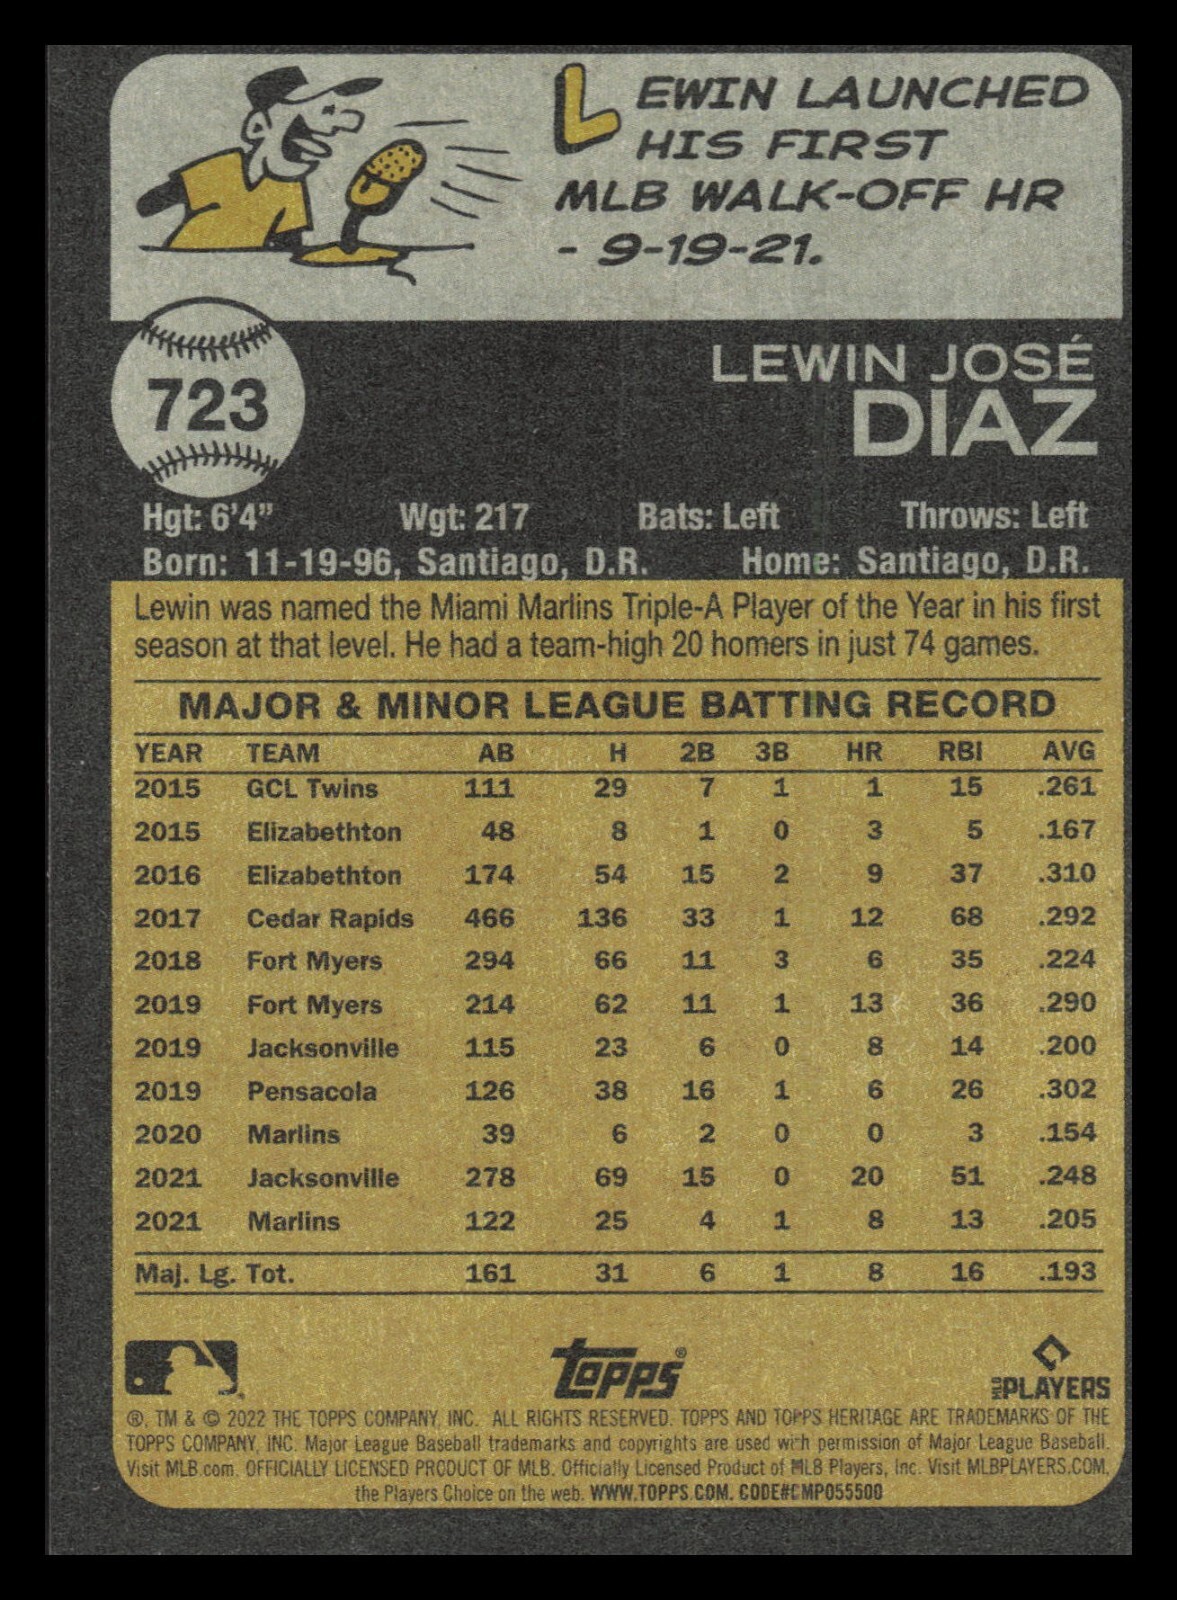 LEWIN LAUNCHED
HIS FIRST
MLB WALK-OFF HR
- 9-19-21.
723
LEWIN JOSÉ
DIAZ
Hgt: 6'4" Wgt: 217 Bats: Left Throws: Left
Born: 11-19-96, Santiago, D.R. Home: Santiago, D.R.
Lewin was named the Miami Marlins Triple-A Player of the Year in his first
season at that level. He had a team-high 20 homers in just 74 games.
MAJOR & MINOR LEAGUE BATTING RECORD
YEAR TEAM AB H 2B 3B HR RBI AVG
2015 GCL Twins 111 29 7 1 1 15 .261
2015 Elizabethton 48 8 1 0 3 5 .167
2016 Elizabethton 174 54 15 2 9 37 .310
2017 Cedar Rapids 466 136 33 1 12 68 .292
2018 Fort Myers 294 66 11 3 6 35 .224
2019 Fort Myers 214 62 11 1 13 36 .290
2019 Jacksonville 115 23 6 0 8 14 .200
2019 Pensacola 126 38 16 1 6 26 .302
2020 Marlins 39 6 2 0 0 3 .154
2021 Jacksonville 278 69 15 0 20 51 .248
2021 Marlins 122 25 4 1 8 13 .205
Maj. Lg. Tot. 161 31 6 1 8 16 .193
topps® MLB PLAYERS
®, TM & © 2022 THE TOPPS COMPANY, INC. ALL RIGHTS RESERVED. TOPPS AND TOPPS HERITAGE ARE TRADEMARKS OF THE
TOPPS COMPANY, INC. Major League Baseball trademarks and copyrights are used with permission of Major League Baseball.
Visit MLB.com. OFFICIALLY LICENSED PRODUCT OF MLB. Officially Licensed Product of MLB Players, Inc. Visit MLBPLAYERS.COM,
the Players Choice on the web. WWW.TOPPS.COM. CODE#CMP055500